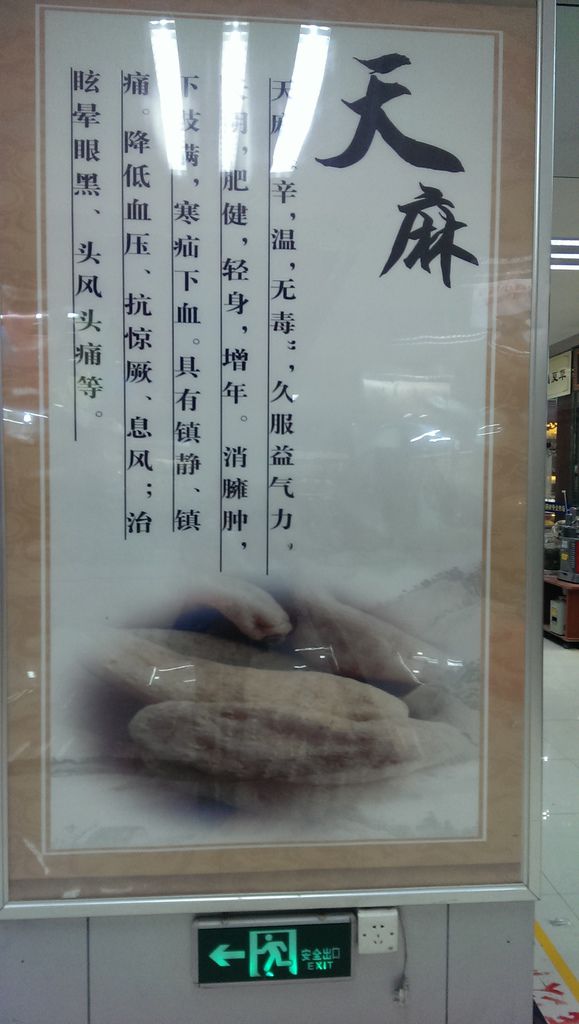 天麻
天麻，辛，温，无毒；，久服益气力，
肥健，轻身，增年。消臃肿，
下肢满，寒疝下血。具有镇静、镇
痛。降低血压、抗惊厥、息风；治
眩晕眼黑、头风头痛等。
安全出口
EXIT